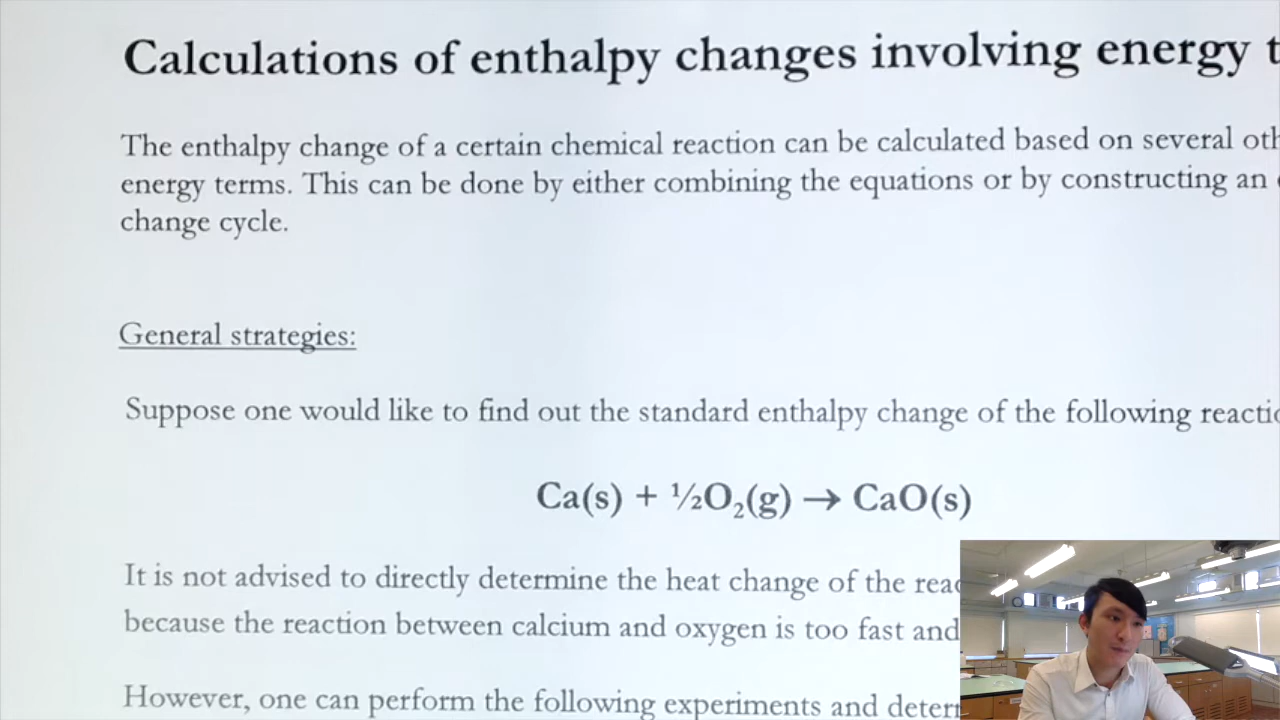 Calculations of enthalpy changes involving energy
The enthalpy change of a certain chemical reaction can be calculated based on several
energy terms. This can be done by either combining the equations or by constructing an
change cycle.
General strategies:
Suppose one would like to find out the standard enthalpy change of the following
Ca(s) + ½O₂(g) → CaO(s)
It is not advised to directly determine the heat change of the
because the reaction between calcium and oxygen is too fast and
However, one can perform the following experiments and